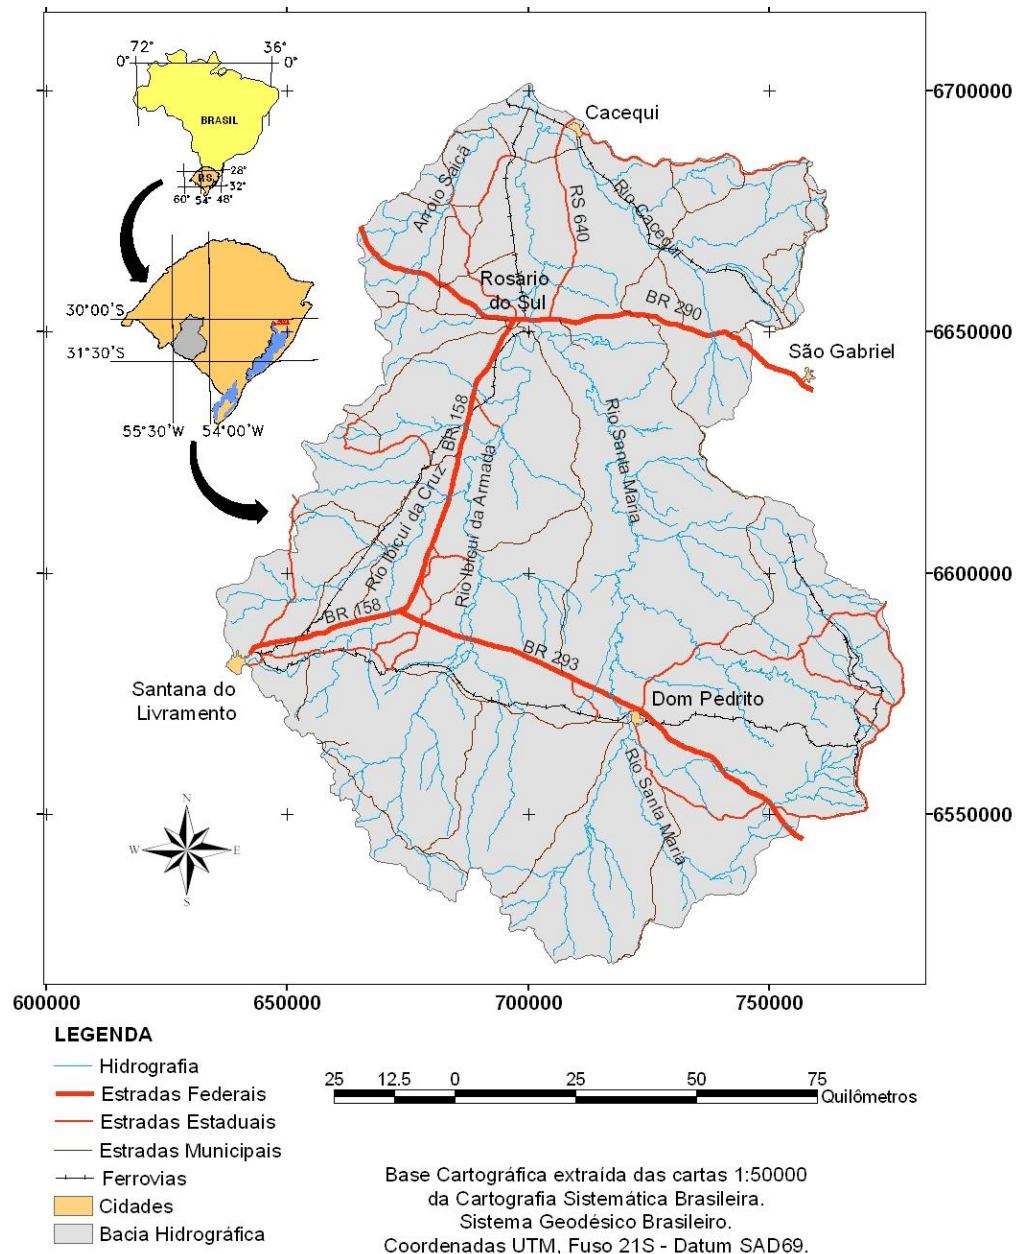 72°
36°
0°
0°
BRASIL
RS
28°
32°
60°
54°
48°
30°00'S
31°30'S
55°30'W
54°00'W
6700000
6650000
6600000
6550000
Cacequi
Arroio Saicã
RS 640
Rio Cacequi
Rosário
do Sul
BR 290
São Gabriel
BR 158
Rio Santa Maria
Rio Ibicuí da Cruz
Rio Ibicuí da Armada
BR 158
BR 293
Santana do
Livramento
Dom Pedrito
Rio Santa Maria
N
W
E
S
600000
650000
700000
750000
LEGENDA
Hidrografia
Estradas Federais
Estradas Estaduais
Estradas Municipais
Ferrovias
Cidades
Bacia Hidrográfica
25
12.5
0
25
50
75
Quilômetros
Base Cartográfica extraída das cartas 1:50000
da Cartografia Sistemática Brasileira.
Sistema Geodésico Brasileiro.
Coordenadas UTM, Fuso 21S - Datum SAD69.